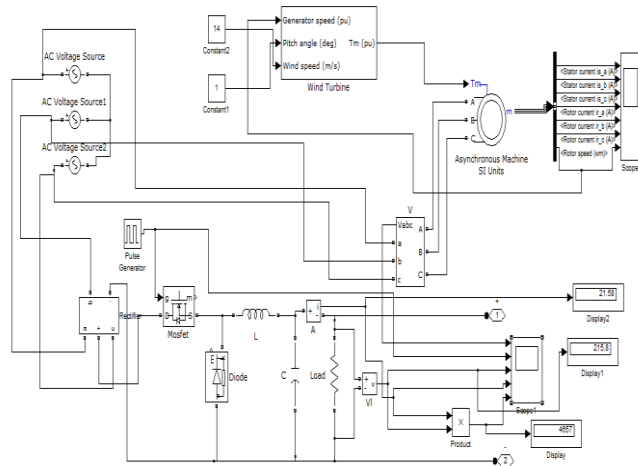 Generator speed (pu)
Pitch angle (deg)
Wind speed (m/s)
Tm (pu)
Wind Turbine
14
Constant2
1
Constant1
AC Voltage Source
AC Voltage Source1
AC Voltage Source2
Tm
A
B
C
m
Asynchronous Machine
SI Units
<Stator current is_a (A)>
<Stator current is_b (A)>
<Stator current is_c (A)>
<Rotor current ir_a (A)>
<Rotor current ir_b (A)>
<Rotor current ir_c (A)>
<Rotor speed (wm)>
Scope
V
Vabc
a
b
c
A
B
C
Pulse
Generator
Rectifier
g
m
D
S
Mosfet
L
i
A
+
1
21.58
Display2
Diode
C
Load
+
-
v
VI
Scope1
215.8
Display1
X
Product
4657
Display
-
2